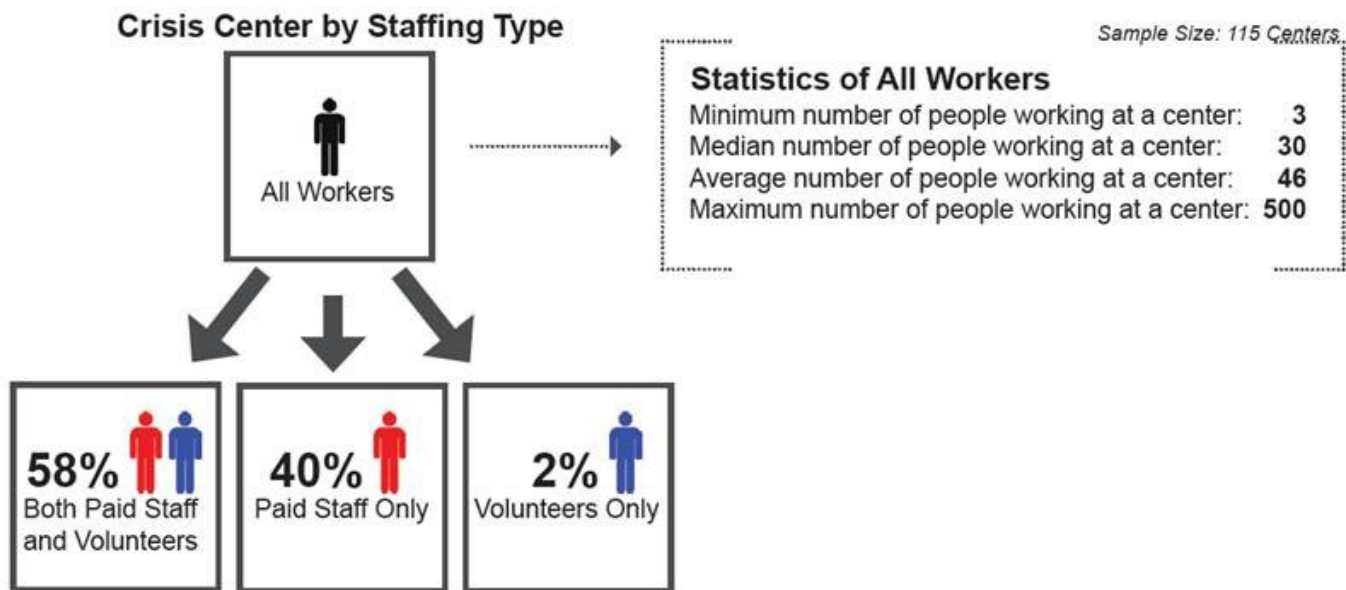 Crisis Center by Staffing Type
All Workers
Sample Size: 115 Centers
Statistics of All Workers
Minimum number of people working at a center: 3
Median number of people working at a center: 30
Average number of people working at a center: 46
Maximum number of people working at a center: 500
58%
Both Paid Staff
and Volunteers
40%
Paid Staff Only
2%
Volunteers Only